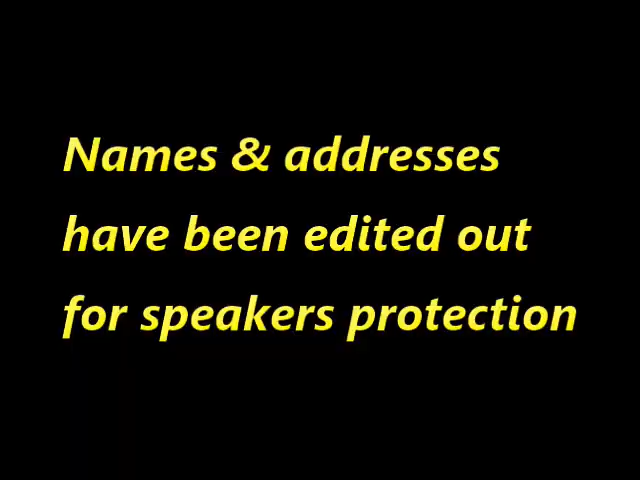 Names & addresses
have been edited out
for speakers protection